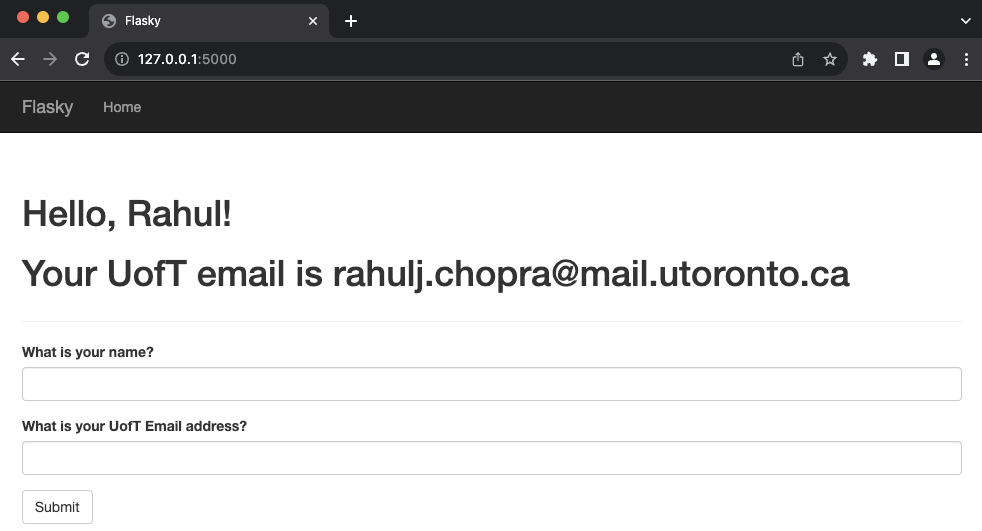 Flasky
127.0.0.1:5000
Flasky Home
Hello, Rahul!
Your UofT email is rahulj.chopra@mail.utoronto.ca
What is your name?
What is your UofT Email address?
Submit